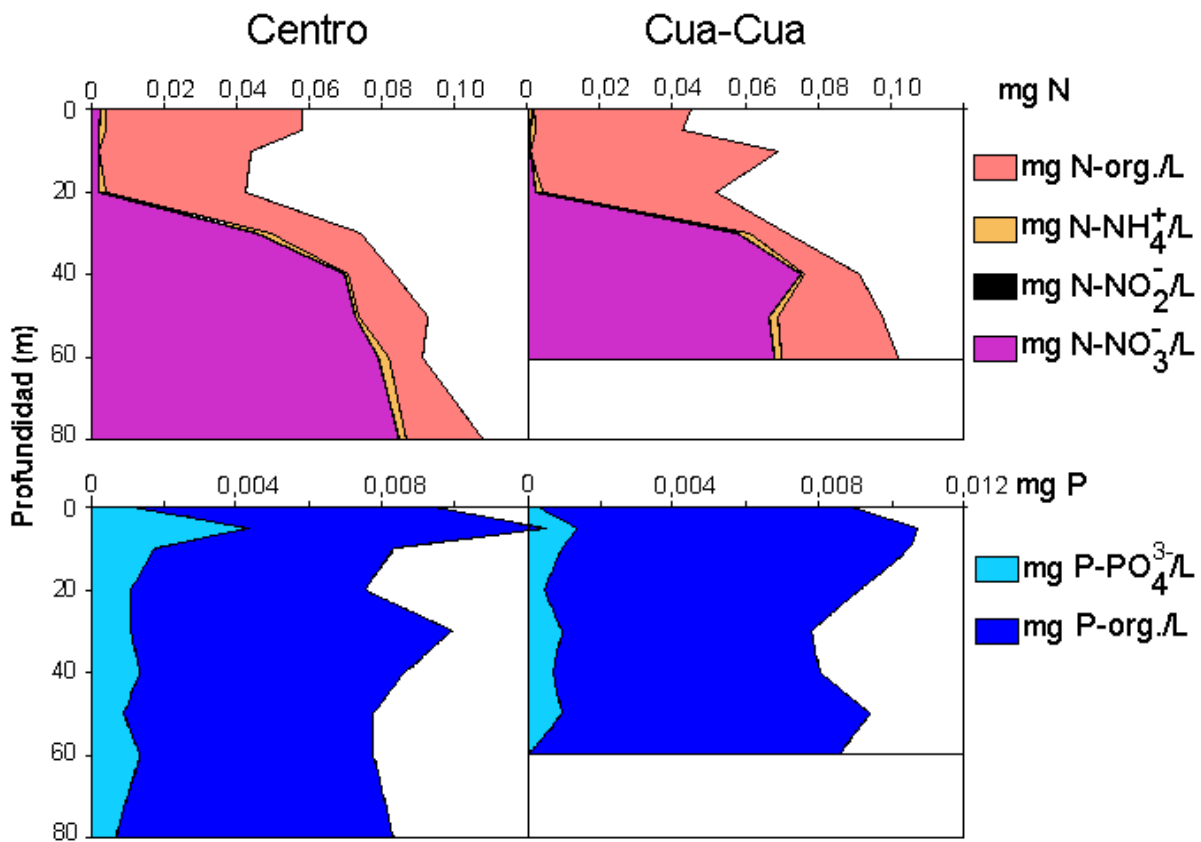 Centro Cua-Cua
0 0,02 0,04 0,06 0,08 0,10 0 0,02 0,04 0,06 0,08 0,10 mg N
0
20
40
60
80
mg N-org./L
mg N-NH₄⁺/L
mg N-NO₂⁻/L
mg N-NO₃⁻/L
Profundidad (m)
0 0,004 0,008 0 0,004 0,008 0,012 mg P
0
20
40
60
80
mg P-PO₄³⁻/L
mg P-org./L